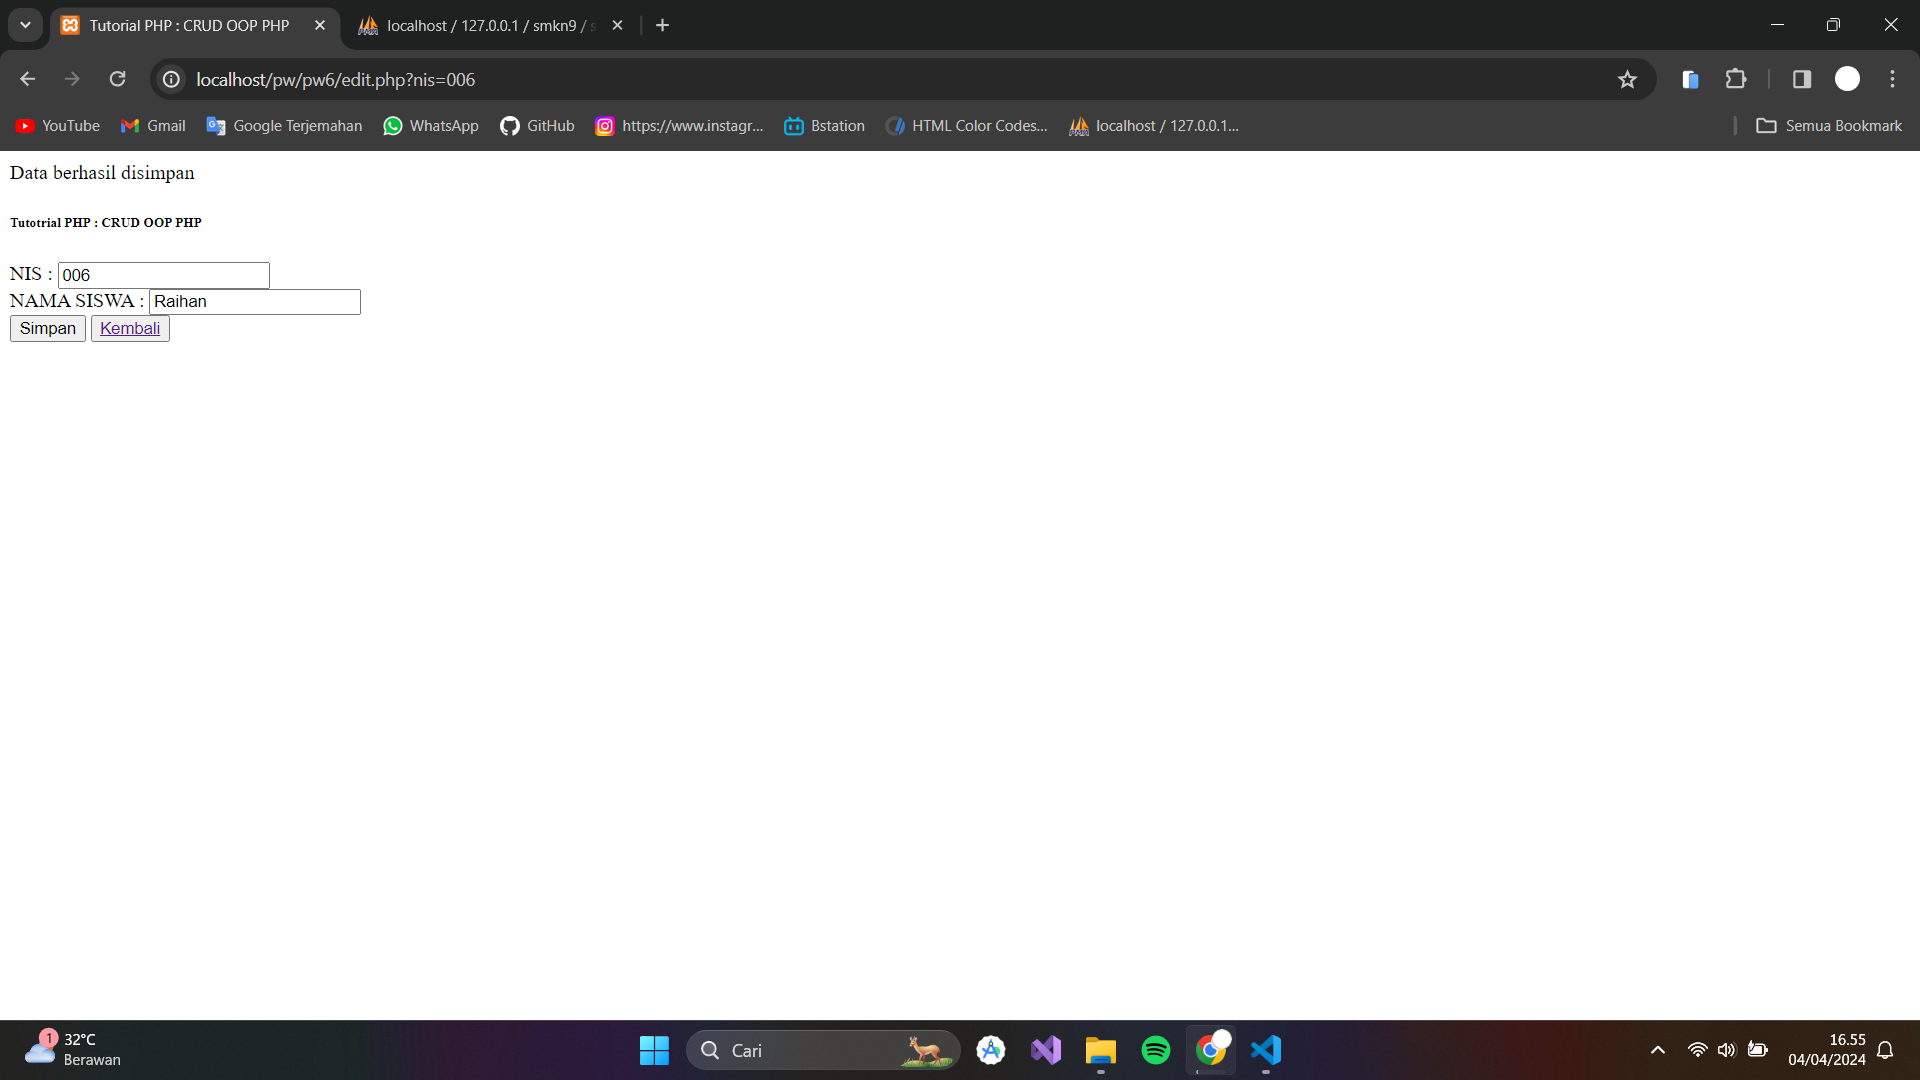 Tutorial PHP : CRUD OOP PHP
localhost / 127.0.0.1 / smkn9 / s
localhost/pw/pw6/edit.php?nis=006
YouTube
Gmail
Google Terjemahan
WhatsApp
GitHub
https://www.instagr...
Bstation
HTML Color Codes...
localhost / 127.0.0.1...
Semua Bookmark
Data berhasil disimpan
Tutotrial PHP : CRUD OOP PHP
NIS : 006
NAMA SISWA : Raihan
Simpan Kembali
1
32°C
Berawan
Cari
16.55
04/04/2024